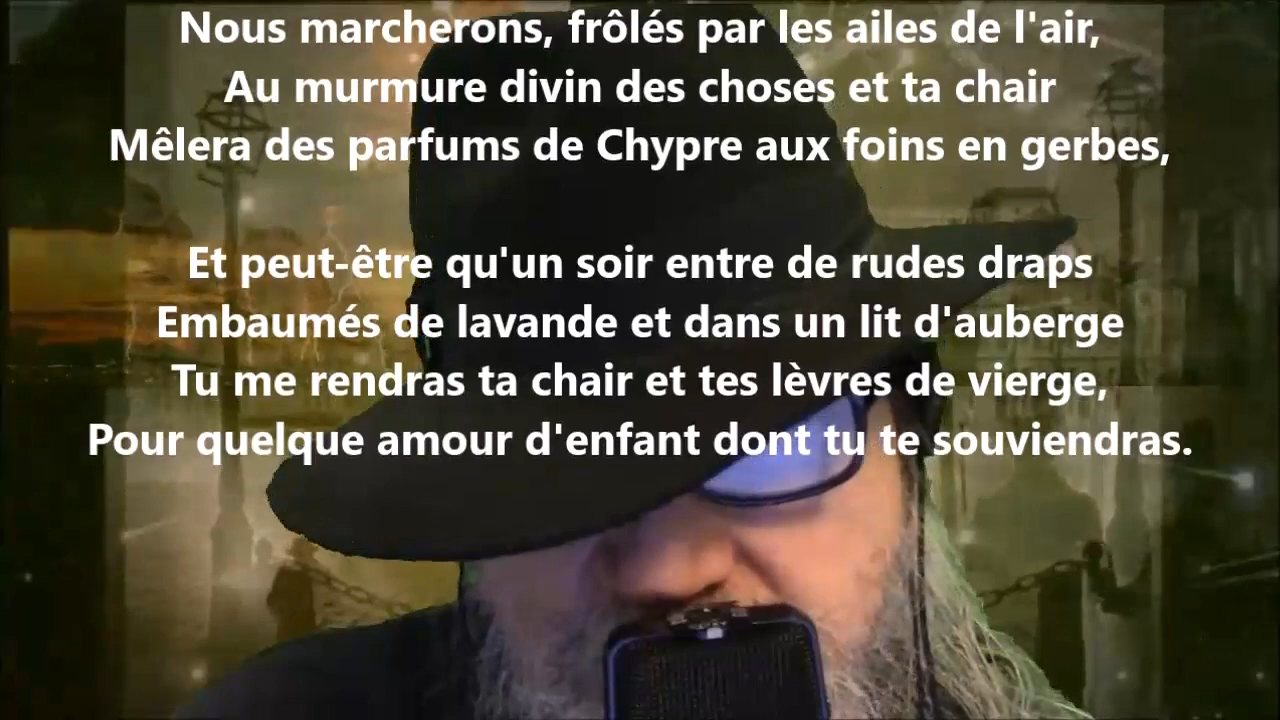 Nous marcherons, frôlés par les ailes de l'air,
Au murmure divin des choses et ta chair
Mêlera des parfums de Chypre aux foins en gerbes,
Et peut-être qu'un soir entre de rudes draps
Embaumés de lavande et dans un lit d'auberge
Tu me rendras ta chair et tes lèvres de vierge,
Pour quelque amour d'enfant dont tu te souviendras.